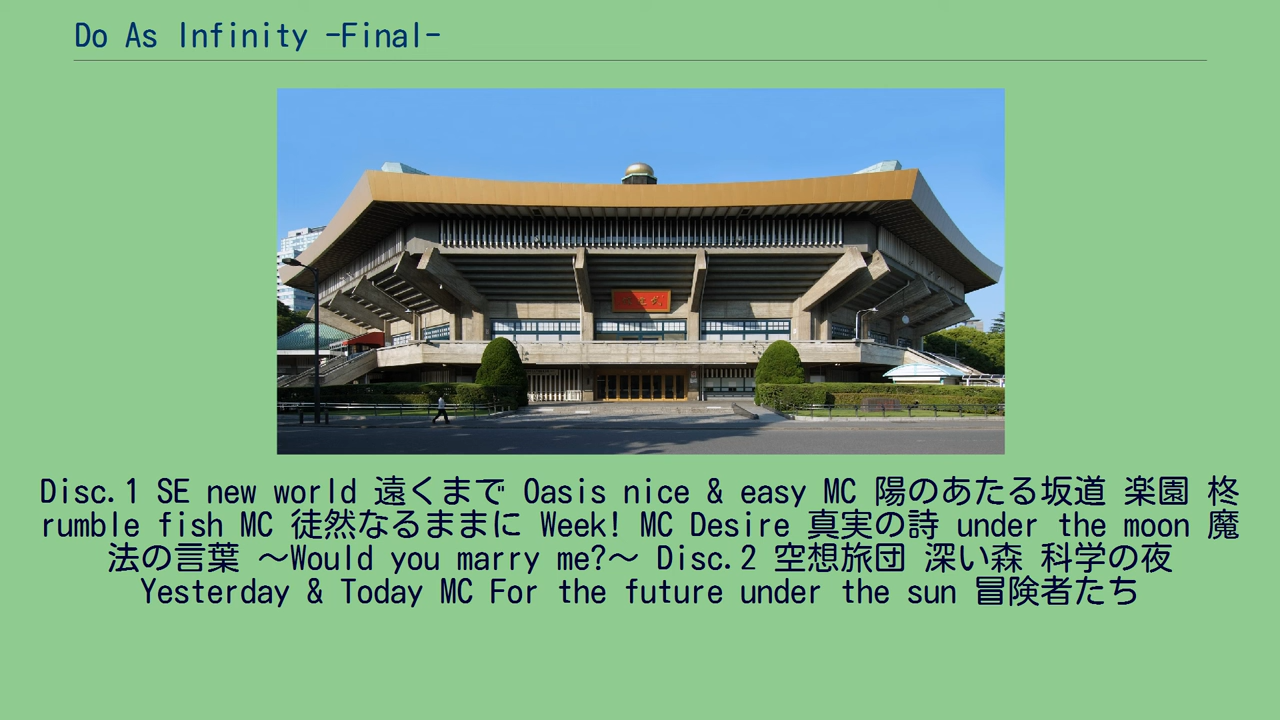 Do As Infinity -Final-
Disc.1 SE new world 遠くまで Oasis nice & easy MC 陽のあたる坂道 楽園 柊
rumble fish MC 徒然なるままに Week! MC Desire 真実の詩 under the moon 魔
法の言葉 ～Would you marry me?～ Disc.2 空想旅団 深い森 科学の夜
Yesterday & Today MC For the future under the sun 冒険者たち